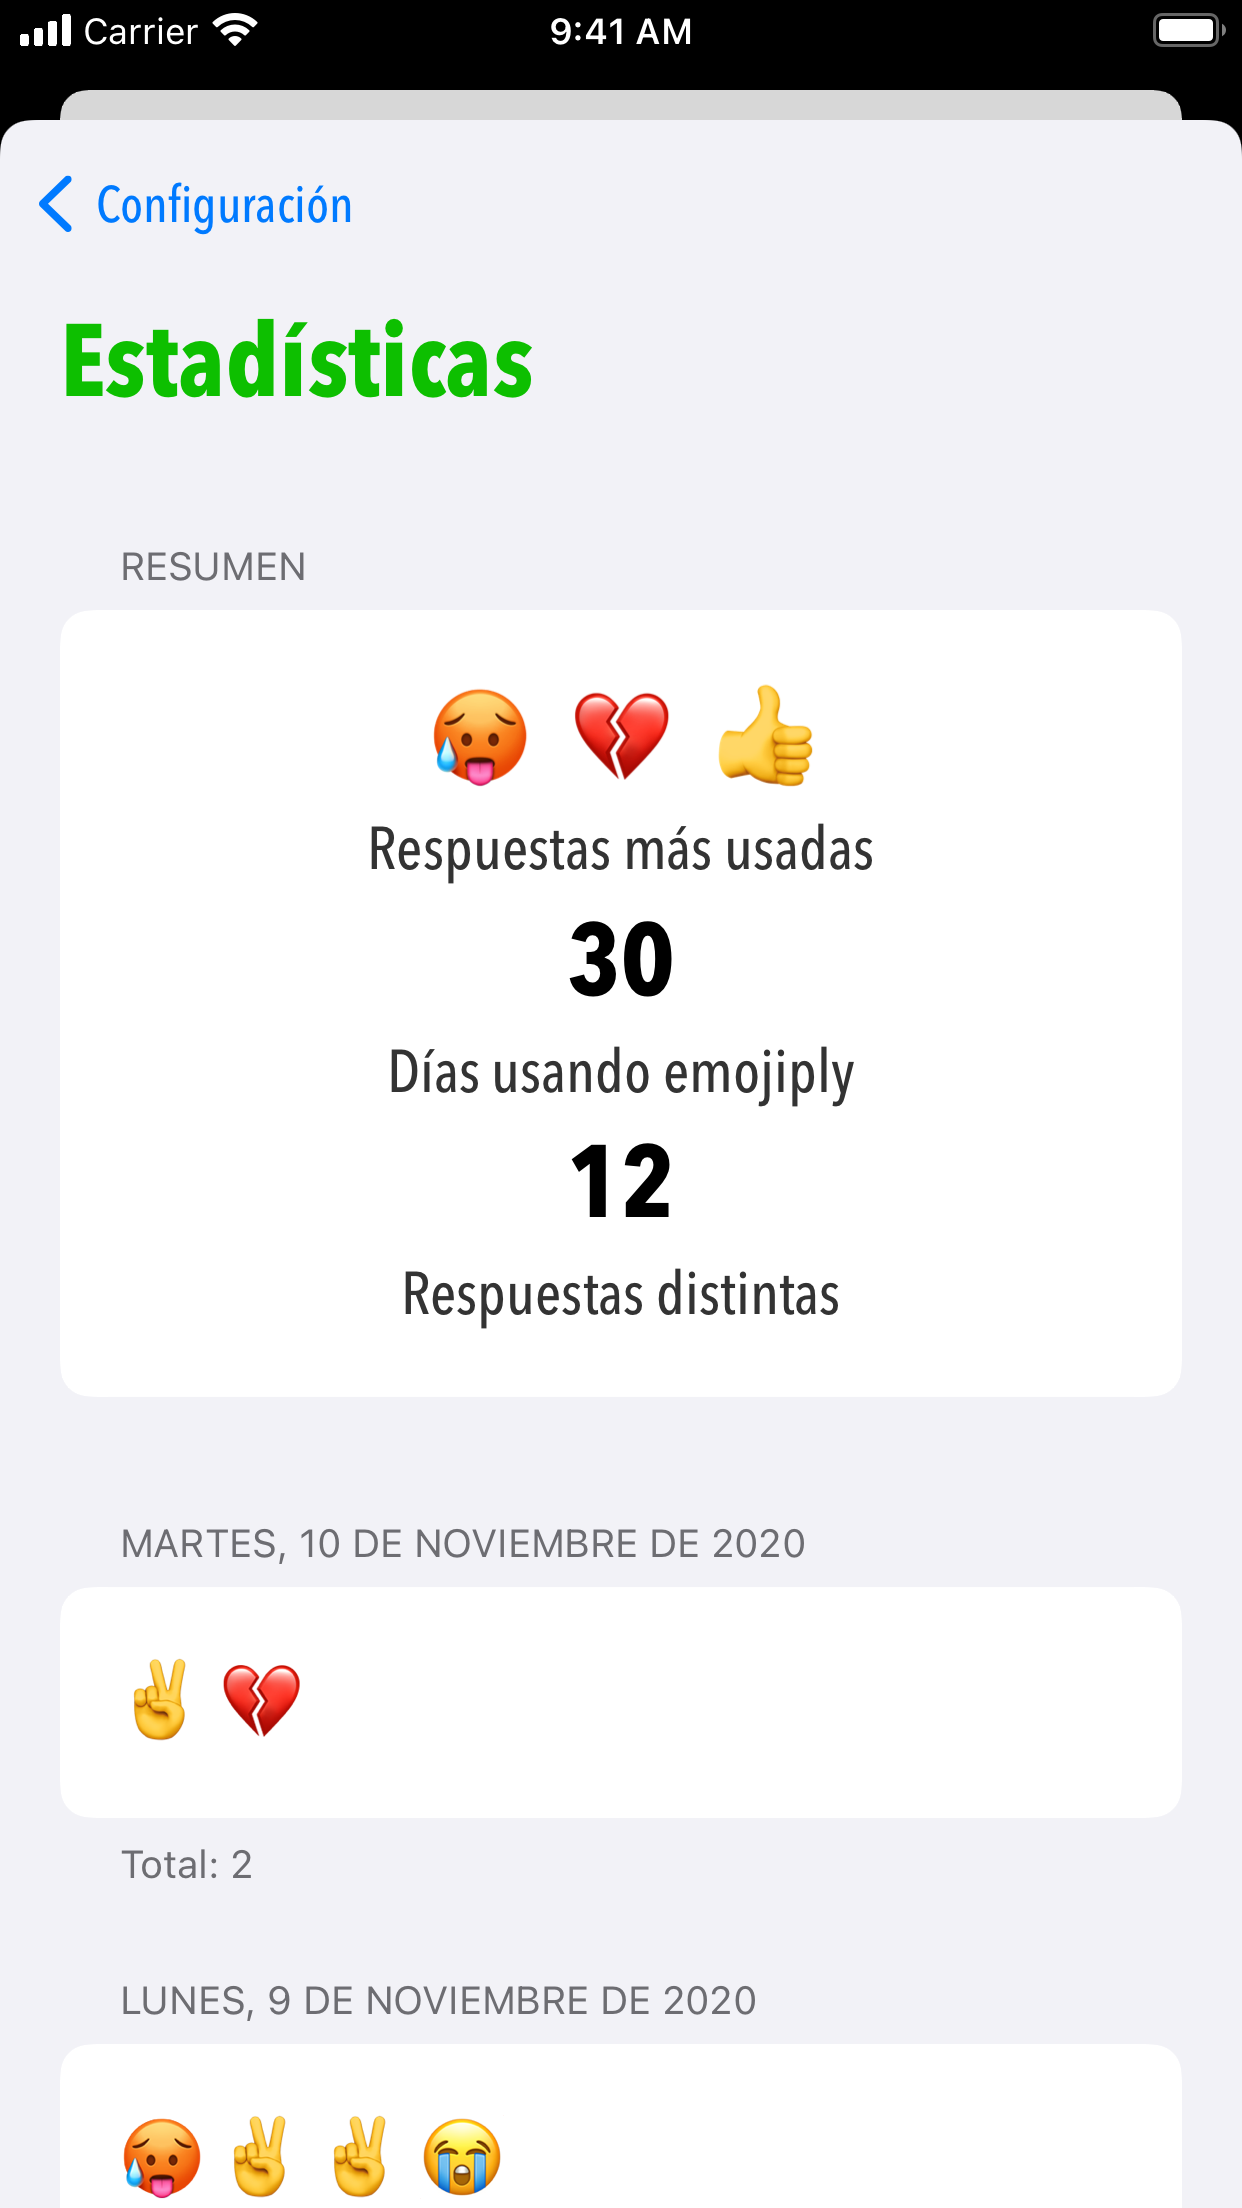 Carrier 9:41 AM
Configuración
Estadísticas
RESUMEN
🥵 💔 👍
Respuestas más usadas
30
Días usando emojiply
12
Respuestas distintas
MARTES, 10 DE NOVIEMBRE DE 2020
✌️ 💔
Total: 2
LUNES, 9 DE NOVIEMBRE DE 2020
🥵 ✌️ ✌️ 😭